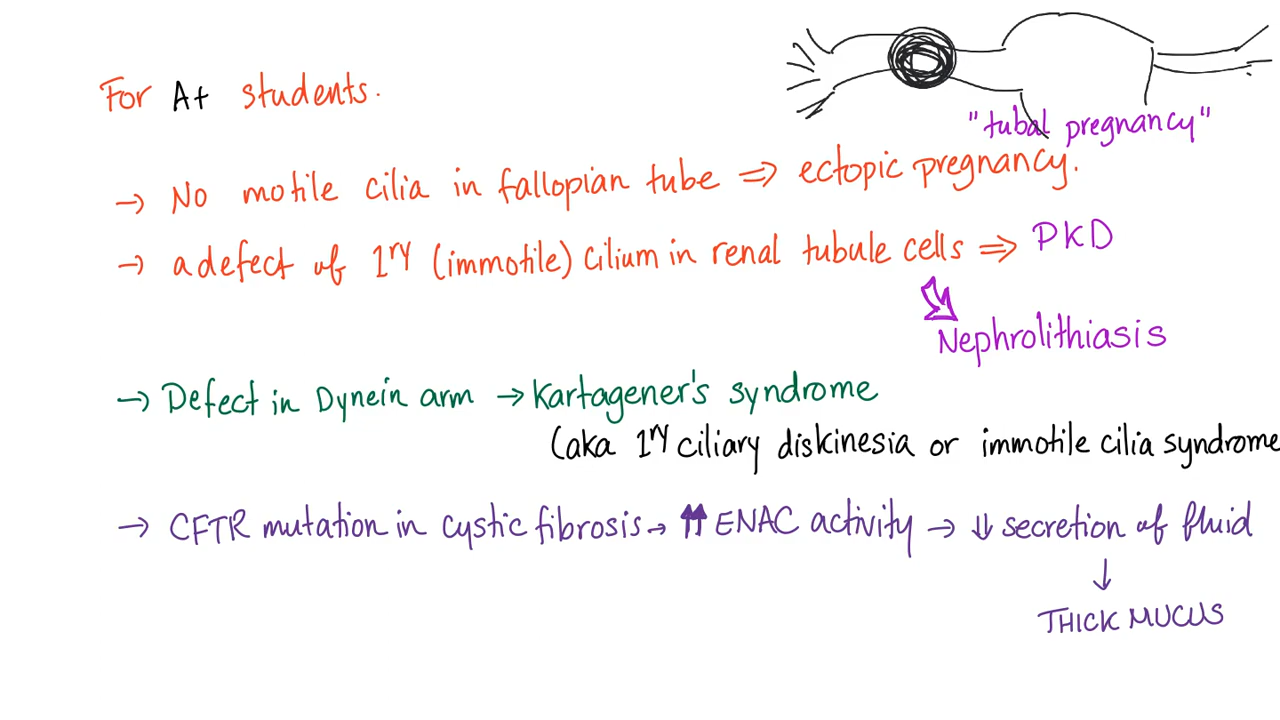 For A+ students.
"tubal pregnancy"
→ No motile cilia in fallopian tube ⇒ ectopic pregnancy.
→ a defect of 1ry (immotile) cilium in renal tubule cells ⇒ PKD
Nephrolithiasis
→ Defect in Dynein arm → Kartagener's syndrome
(aka 1ry ciliary diskinesia or immotile cilia syndrome
→ CFTR mutation in cystic fibrosis → ⇈ ENAC activity → ↓↓ secretion of fluid
↓
THICK MUCUS